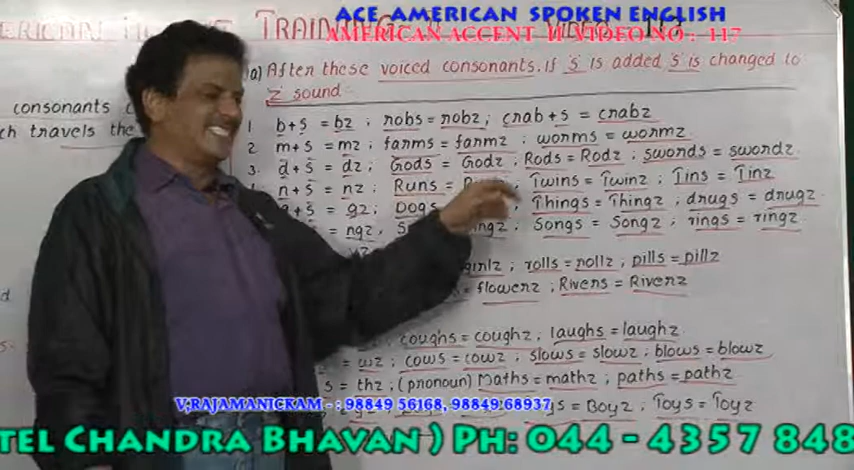 ACE AMERICAN SPOKEN ENGLISH
AMERICAN ACCENT VIDEO NO : 117
TRAINING
a) After these voiced consonants. if s is added s is changed to
z sound.
consonants
ch travels the
1 b+s = bz ; robs = robz ; crab+s = crabz
2 m+s = mz ; farms = farmz ; worms = wormz
3. d+s = dz ; Gods = Godz ; Rods = Rodz ; swords = swordz
n+s = nz ; Runs = ; Twins = Twinz ; Tins = Tinz
+s = gz ; Dogs ; Things = Thingz ; drugs = drugz
= ngz, ; Songs = Songz ; rings = ringz
girlz ; rolls = rollz ; pills = pillz
= flowerz ; Rivers = Riverz
coughs = coughz ; laughs = laughz
= wz ; cows = cowz ; slows = slowz ; blows = blowz
s = thz ; (pronoun) Maths = mathz ; paths = pathz
= Boyz ; Toys = Toyz
V.RAJAMANICKAM - : 98849 56168, 98849 68937
TEL CHANDRA BHAVAN ) PH: 044 - 4357 848